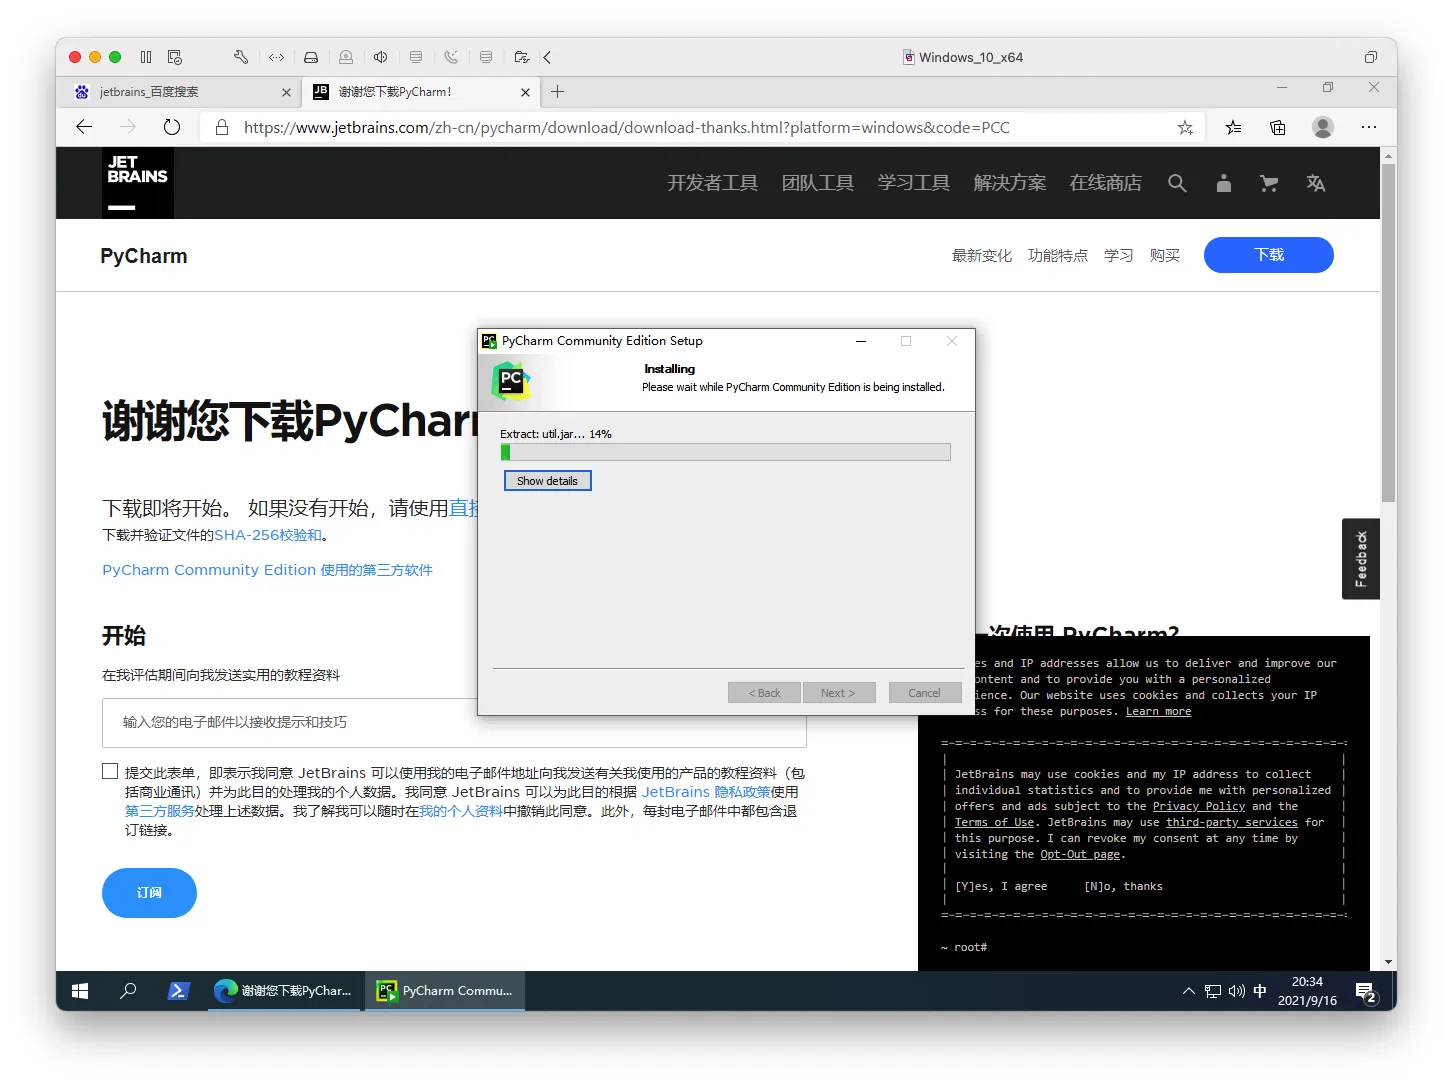 Windows_10_x64
jetbrains_百度搜索
JB 谢谢您下载PyCharm!
https://www.jetbrains.com/zh-cn/pycharm/download/download-thanks.html?platform=windows&code=PCC
JET
BRAINS
开发者工具 团队工具 学习工具 解决方案 在线商店
PyCharm
最新变化 功能特点 学习 购买 下载
PyCharm Community Edition Setup
PC
Installing
Please wait while PyCharm Community Edition is being installed.
Extract: util.jar... 14%
Show details
< Back Next > Cancel
谢谢您下载PyChar
下载即将开始。 如果没有开始，请使用直
下载并验证文件的SHA-256校验和。
PyCharm Community Edition 使用的第三方软件
Feedback
开始
在我评估期间向我发送实用的教程资料
输入您的电子邮件以接收提示和技巧
提交此表单，即表示我同意 JetBrains 可以使用我的电子邮件地址向我发送有关我使用的产品的教程资料（包
括商业通讯）并为此目的处理我的个人数据。我同意 JetBrains 可以为此目的根据 JetBrains 隐私政策使用
第三方服务处理上述数据。我了解我可以随时在我的个人资料中撤销此同意。此外，每封电子邮件中都包含退
订链接。
订阅
次使用 PyCharm?
es and IP addresses allow us to deliver and improve our
ontent and to provide you with a personalized
ience. Our website uses cookies and collects your IP
ss for these purposes. Learn more
JetBrains may use cookies and my IP address to collect
individual statistics and to provide me with personalized
offers and ads subject to the Privacy Policy and the
Terms of Use. JetBrains may use third-party services for
this purpose. I can revoke my consent at any time by
visiting the Opt-Out page.
[Y]es, I agree [N]o, thanks
~ root#
谢谢您下载PyChar...
PyCharm Commu...
中
20:34
2021/9/16
2